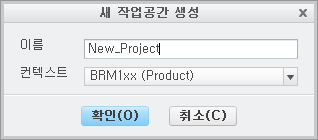 새 작업공간 생성
이름 New_Project
컨텍스트 BRM1xx (Product)
확인(O) 취소(C)